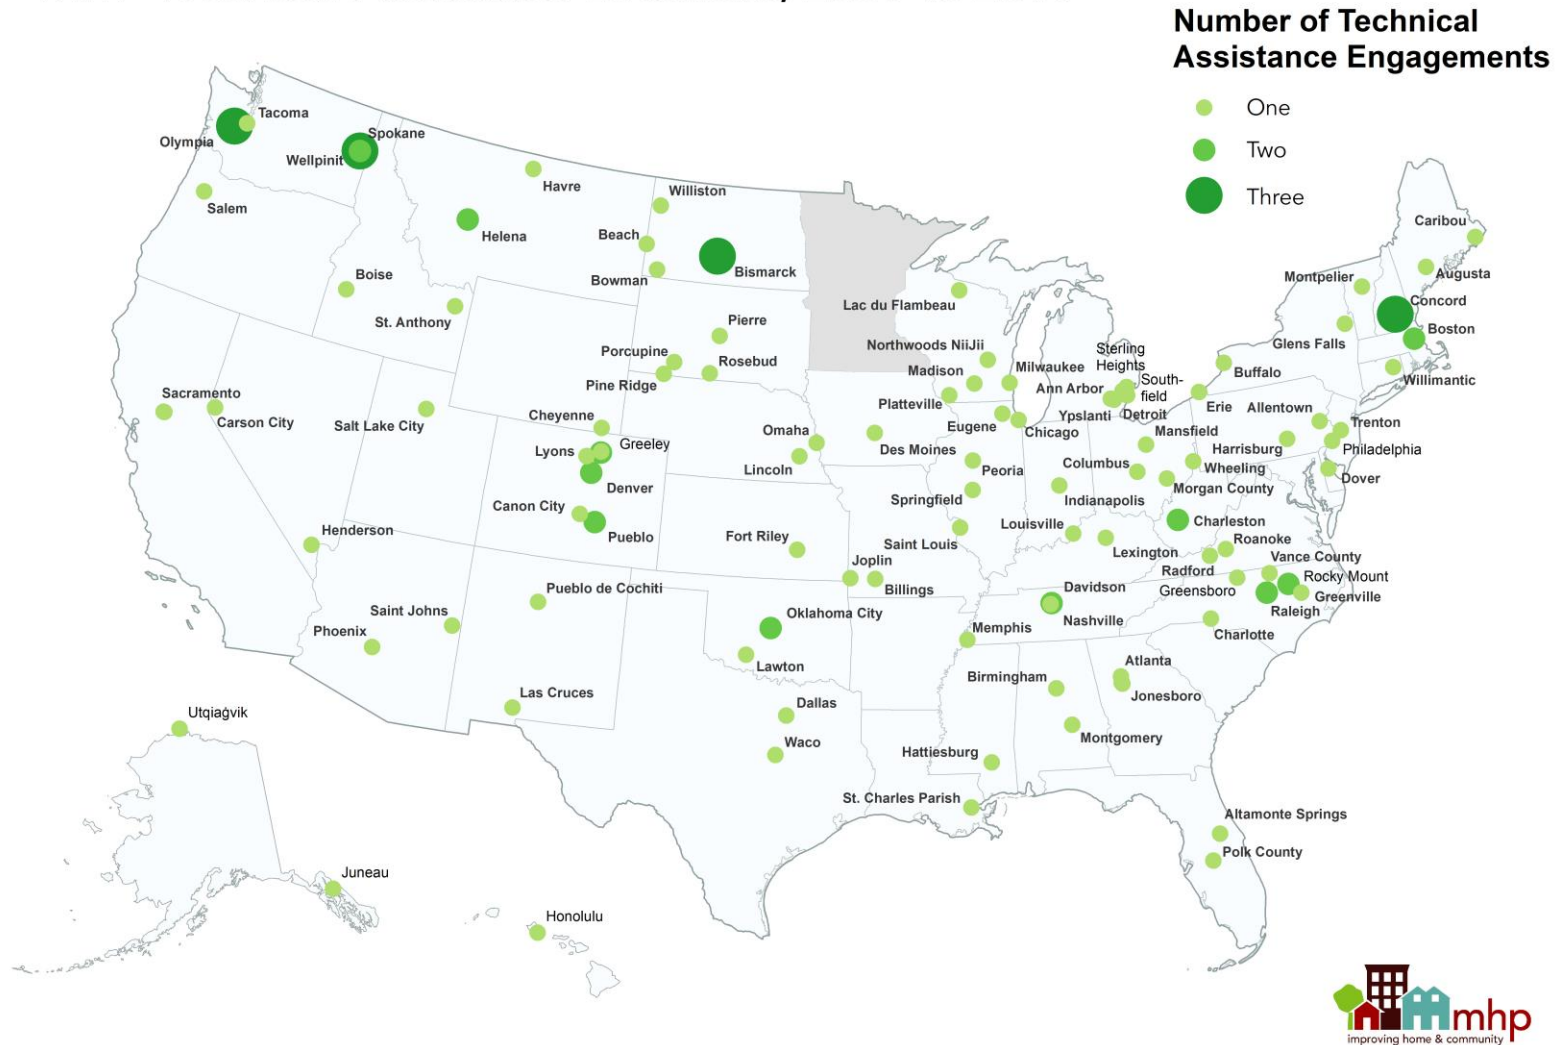 Number of Technical
Assistance Engagements
One
Two
Three
Tacoma
Olympia
Spokane
Wellpinit
Salem
Havre
Helena
Williston
Beach
Bowman
Bismarck
Boise
St. Anthony
Pierre
Porcupine
Rosebud
Pine Ridge
Sacramento
Carson City
Salt Lake City
Cheyenne
Lyons
Greeley
Denver
Canon City
Pueblo
Omaha
Lincoln
Henderson
Fort Riley
Pueblo de Cochiti
Saint Johns
Phoenix
Las Cruces
Oklahoma City
Lawton
Dallas
Waco
Lac du Flambeau
Northwoods NiiJii
Madison
Milwaukee
Platteville
Eugene
Chicago
Des Moines
Peoria
Springfield
Saint Louis
Joplin
Billings
Sterling
Heights
Ann Arbor
South-
field
Ypslanti
Detroit
Mansfield
Columbus
Indianapolis
Morgan County
Wheeling
Louisville
Lexington
Charleston
Roanoke
Radford
Vance County
Rocky Mount
Greensboro
Greenville
Raleigh
Charlotte
Davidson
Nashville
Memphis
Birmingham
Atlanta
Jonesboro
Montgomery
Hattiesburg
St. Charles Parish
Altamonte Springs
Polk County
Caribou
Augusta
Montpelier
Concord
Boston
Glens Falls
Willimantic
Buffalo
Erie
Allentown
Trenton
Harrisburg
Philadelphia
Dover
Utqiaġvik
Juneau
Honolulu
mhp
improving home & community